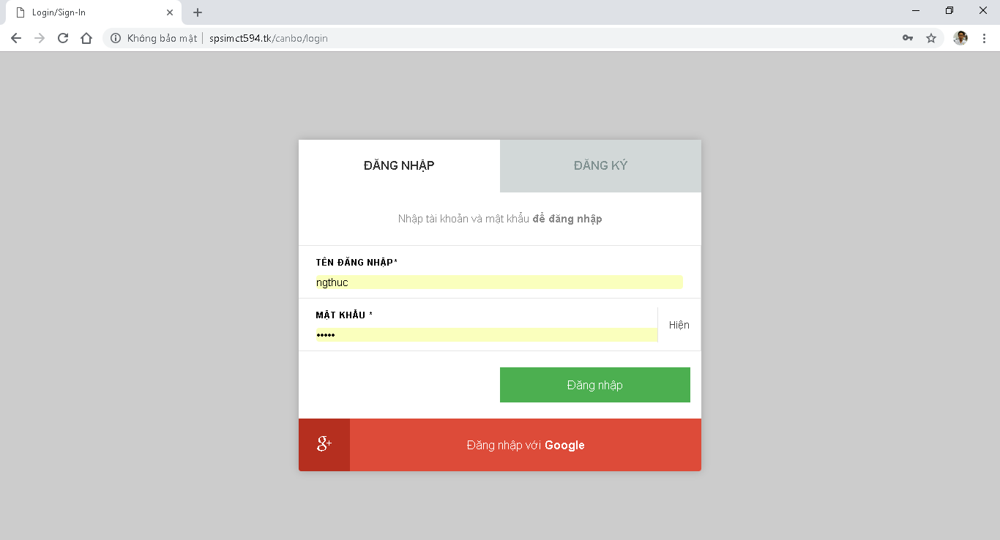 Login/Sign-In
Không bảo mật | spsimct594.tk/canbo/login
ĐĂNG NHẬP
ĐĂNG KÝ
Nhập tài khoản và mật khẩu để đăng nhập
TÊN ĐĂNG NHẬP*
ngthuc
MẬT KHẨU *
•••••
Hiện
Đăng nhập
g+
Đăng nhập với Google